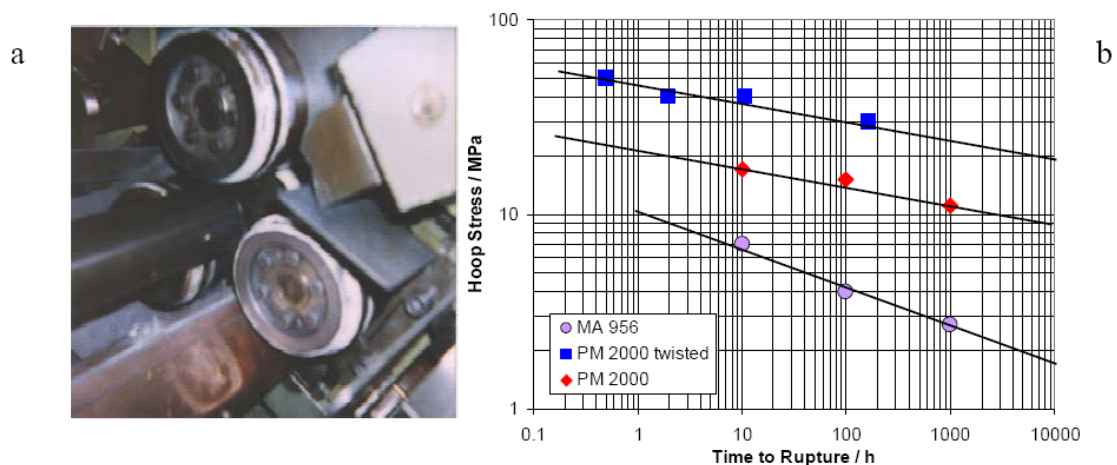 a
b
100
10
1
Hoop Stress / MPa
MA 956
PM 2000 twisted
PM 2000
0.1 1 10 100 1000 10000
Time to Rupture / h